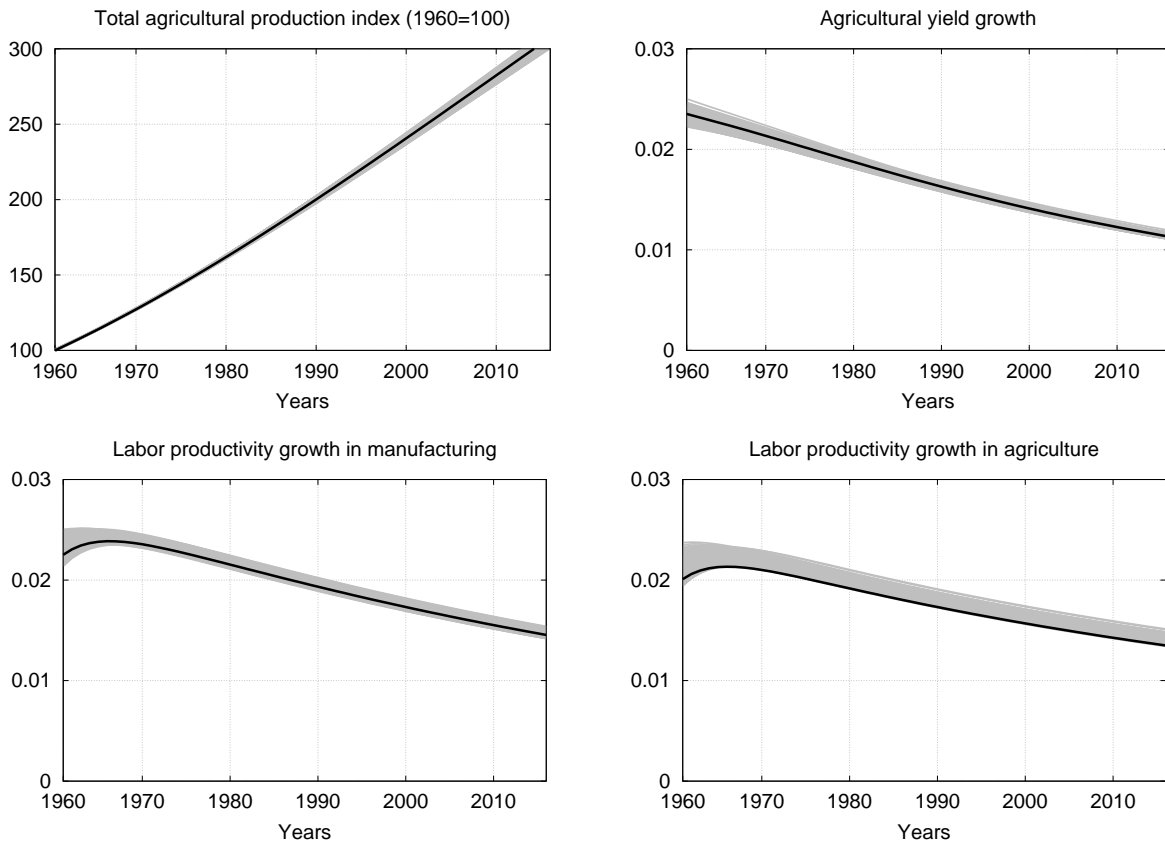 Total agricultural production index (1960=100)
300
250
200
150
100
1960 1970 1980 1990 2000 2010
Years
Agricultural yield growth
0.03
0.02
0.01
0
1960 1970 1980 1990 2000 2010
Years
Labor productivity growth in manufacturing
0.03
0.02
0.01
0
1960 1970 1980 1990 2000 2010
Years
Labor productivity growth in agriculture
0.03
0.02
0.01
0
1960 1970 1980 1990 2000 2010
Years